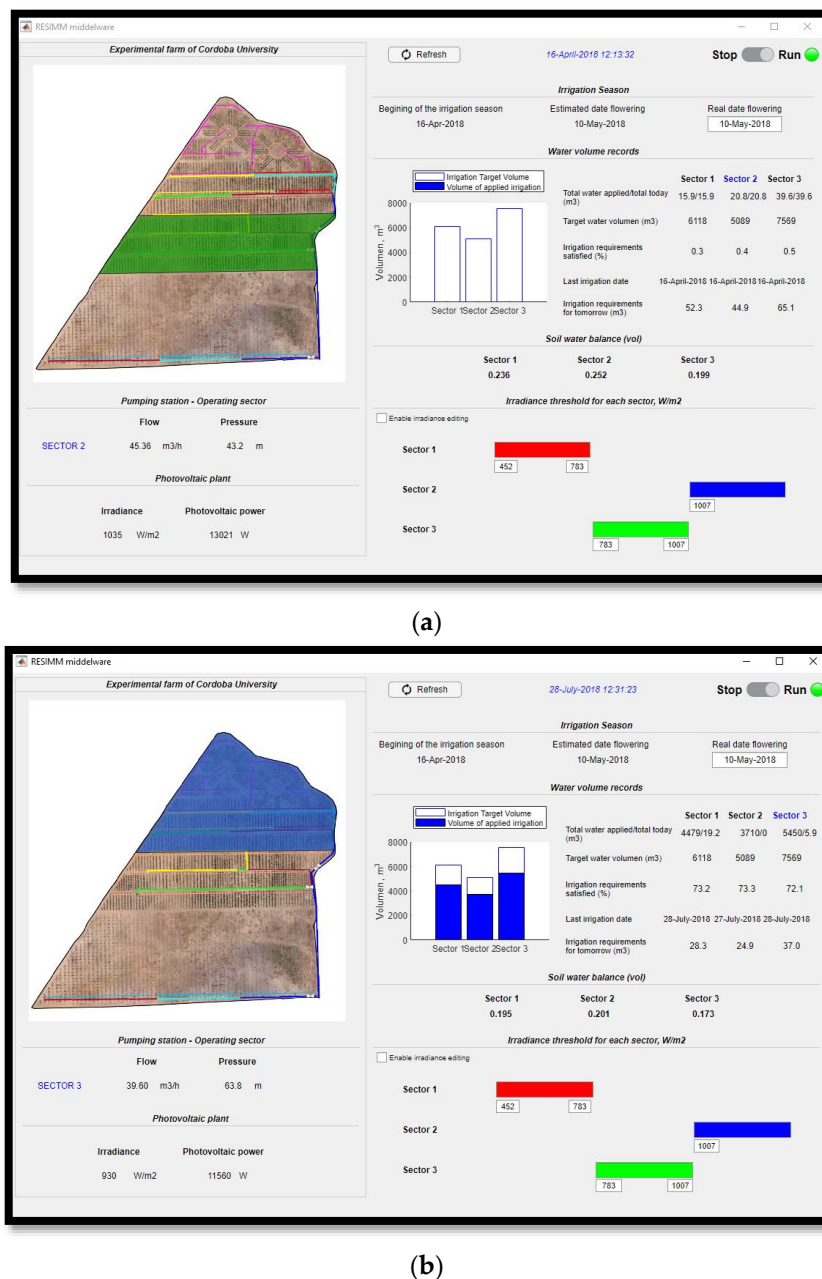 RESIMM middelware
Experimental farm of Cordoba University
Pumping station - Operating sector
Flow Pressure
SECTOR 2 45.36 m3/h 43.2 m
Photovoltaic plant
Irradiance Photovoltaic power
1035 W/m2 13021 W
Refresh 16-April-2018 12:13:32 Stop Run
Irrigation Season
Begining of the irrigation season Estimated date flowering Real date flowering
16-Apr-2018 10-May-2018 10-May-2018
Water volume records
Irrigation Target Volume
Volume of applied irrigation
Volumen, m3
8000
6000
4000
2000
0
Sector 1 Sector 2 Sector 3
Sector 1 Sector 2 Sector 3
Total water applied/total today (m3) 15.9/15.9 20.8/20.8 39.6/39.6
Target water volumen (m3) 6118 5089 7569
Irrigation requirements satisfied (%) 0.3 0.4 0.5
Last irrigation date 16-April-2018 16-April-2018 16-April-2018
Irrigation requirements for tomorrow (m3) 52.3 44.9 65.1
Soil water balance (vol)
Sector 1 Sector 2 Sector 3
0.236 0.252 0.199
Irradiance threshold for each sector, W/m2
Enable irradiance editing
Sector 1
452 783
Sector 2
1007
Sector 3
783 1007
(a)
RESIMM middelware
Experimental farm of Cordoba University
Pumping station - Operating sector
Flow Pressure
SECTOR 3 39.60 m3/h 63.8 m
Photovoltaic plant
Irradiance Photovoltaic power
930 W/m2 11560 W
Refresh 28-July-2018 12:31:23 Stop Run
Irrigation Season
Begining of the irrigation season Estimated date flowering Real date flowering
16-Apr-2018 10-May-2018 10-May-2018
Water volume records
Irrigation Target Volume
Volume of applied irrigation
Volumen, m3
8000
6000
4000
2000
0
Sector 1 Sector 2 Sector 3
Sector 1 Sector 2 Sector 3
Total water applied/total today (m3) 4479/19.2 3710/0 5450/5.9
Target water volumen (m3) 6118 5089 7569
Irrigation requirements satisfied (%) 73.2 73.3 72.1
Last irrigation date 28-July-2018 27-July-2018 28-July-2018
Irrigation requirements for tomorrow (m3) 28.3 24.9 37.0
Soil water balance (vol)
Sector 1 Sector 2 Sector 3
0.195 0.201 0.173
Irradiance threshold for each sector, W/m2
Enable irradiance editing
Sector 1
452 783
Sector 2
1007
Sector 3
783 1007
(b)